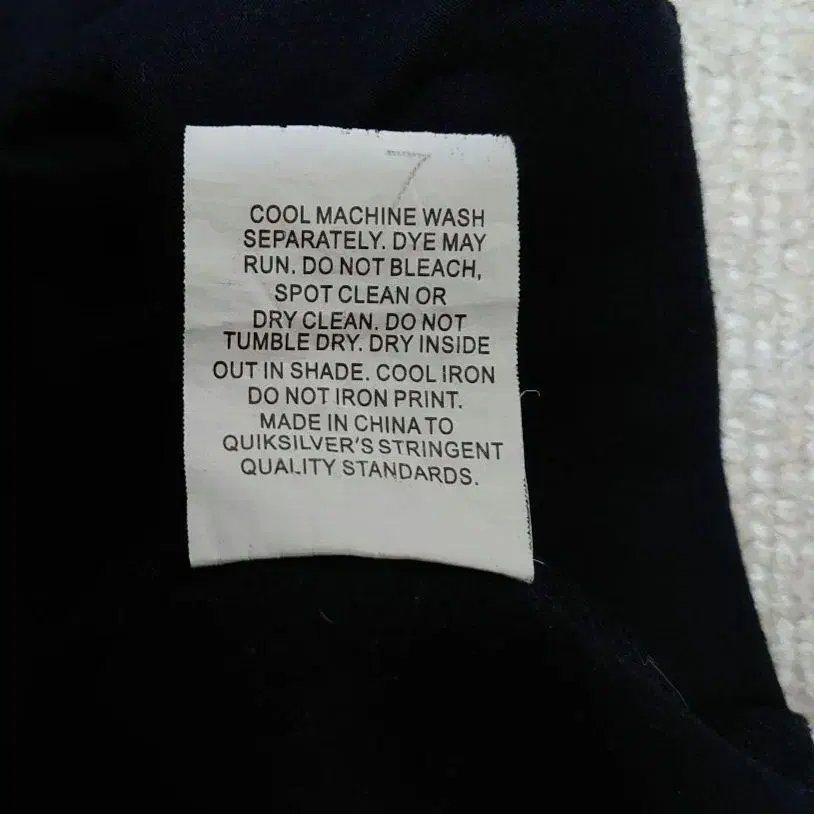 7
COOL MACHINE WASH
SEPARATELY. DYE MAY
RUN. DO NOT BLEACH,
SPOT CLEAN OR
DRY CLEAN. DO NOT
TUMBLE DRY. DRY INSIDE
OUT IN SHADE. COOL IRON
DO NOT IRON PRINT.
MADE IN CHINA TO
QUIKSILVER'S STRINGENT
QUALITY STANDARDS.